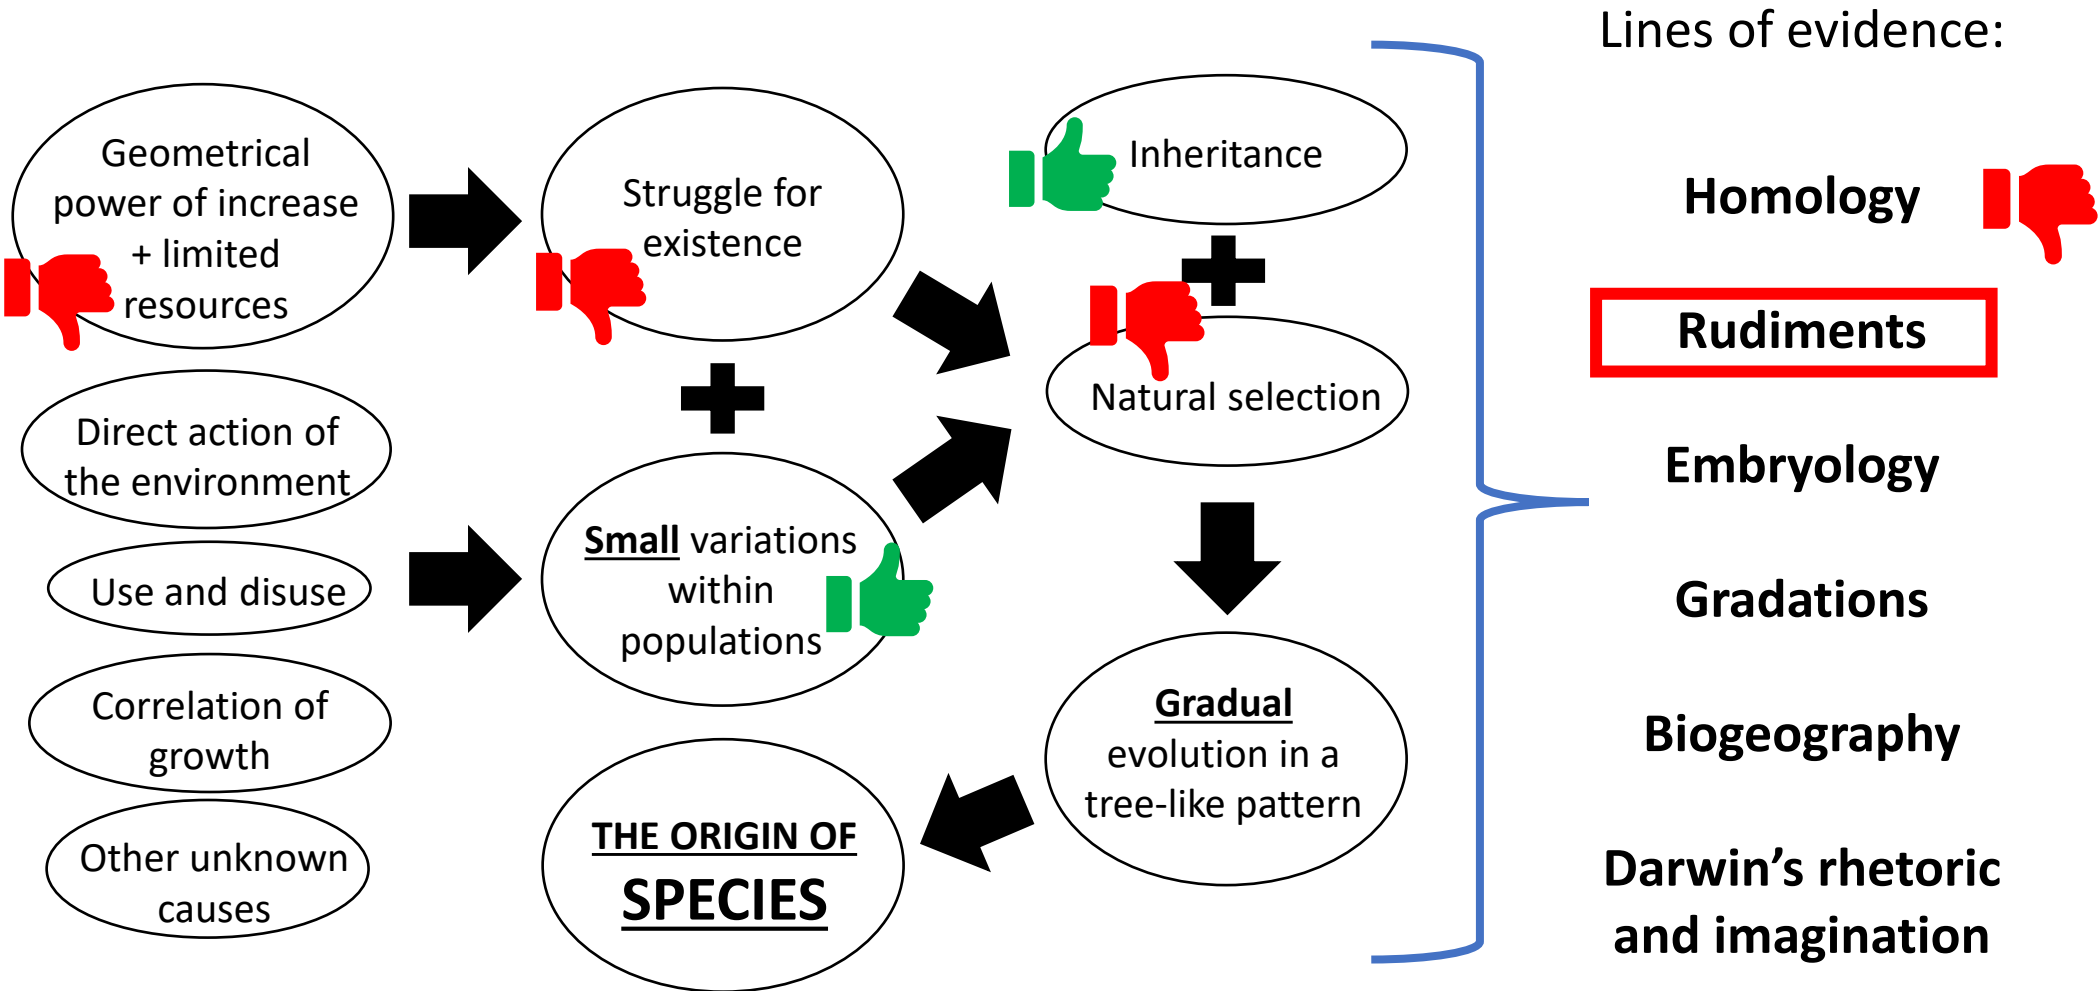 Geometrical
power of increase
+ limited
resources
Direct action of
the environment
Use and disuse
Correlation of
growth
Other unknown
causes
Struggle for
existence
Small variations
within
populations
THE ORIGIN OF
SPECIES
Inheritance
Natural selection
Gradual
evolution in a
tree-like pattern
Lines of evidence:
Homology
Rudiments
Embryology
Gradations
Biogeography
Darwin’s rhetoric
and imagination